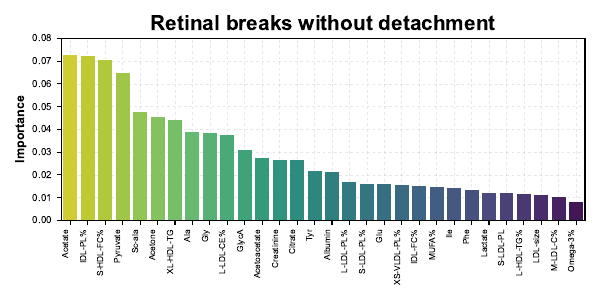 Retinal breaks without detachment
Importance
0.08
0.07
0.06
0.05
0.04
0.03
0.02
0.01
0.00
Acetate
IDL-PL%
S-HDL-FC%
Pyruvate
Sc-ala
Acetone
XL-HDL-TG
Ala
Gly
L-LDL-CE%
GlycA
Acetoacetate
Creatinine
Citrate
Tyr
Albumin
L-LDL-PL%
S-LDL-PL%
Glu
XS-VLDL-PL%
IDL-FC%
MUFA%
Ile
Phe
Lactate
S-LDL-PL
L-HDL-TG%
LDL-size
M-LDL-C%
Omega-3%